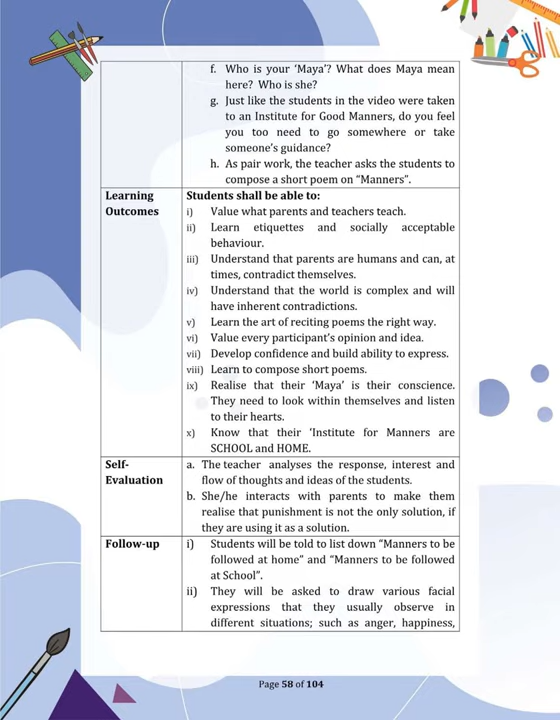 f. Who is your ‘Maya’? What does Maya mean
here? Who is she?
g. Just like the students in the video were taken
to an Institute for Good Manners, do you feel
you too need to go somewhere or take
someone’s guidance?
h. As pair work, the teacher asks the students to
compose a short poem on “Manners”.
Learning
Outcomes
Students shall be able to:
i) Value what parents and teachers teach.
ii) Learn etiquettes and socially acceptable
behaviour.
iii) Understand that parents are humans and can, at
times, contradict themselves.
iv) Understand that the world is complex and will
have inherent contradictions.
v) Learn the art of reciting poems the right way.
vi) Value every participant’s opinion and idea.
vii) Develop confidence and build ability to express.
viii) Learn to compose short poems.
ix) Realise that their ‘Maya’ is their conscience.
They need to look within themselves and listen
to their hearts.
x) Know that their ‘Institute for Manners are
SCHOOL and HOME.
Self-
Evaluation
a. The teacher analyses the response, interest and
flow of thoughts and ideas of the students.
b. She/he interacts with parents to make them
realise that punishment is not the only solution, if
they are using it as a solution.
Follow-up
i) Students will be told to list down “Manners to be
followed at home” and “Manners to be followed
at School”.
ii) They will be asked to draw various facial
expressions that they usually observe in
different situations; such as anger, happiness,
Page 58 of 104